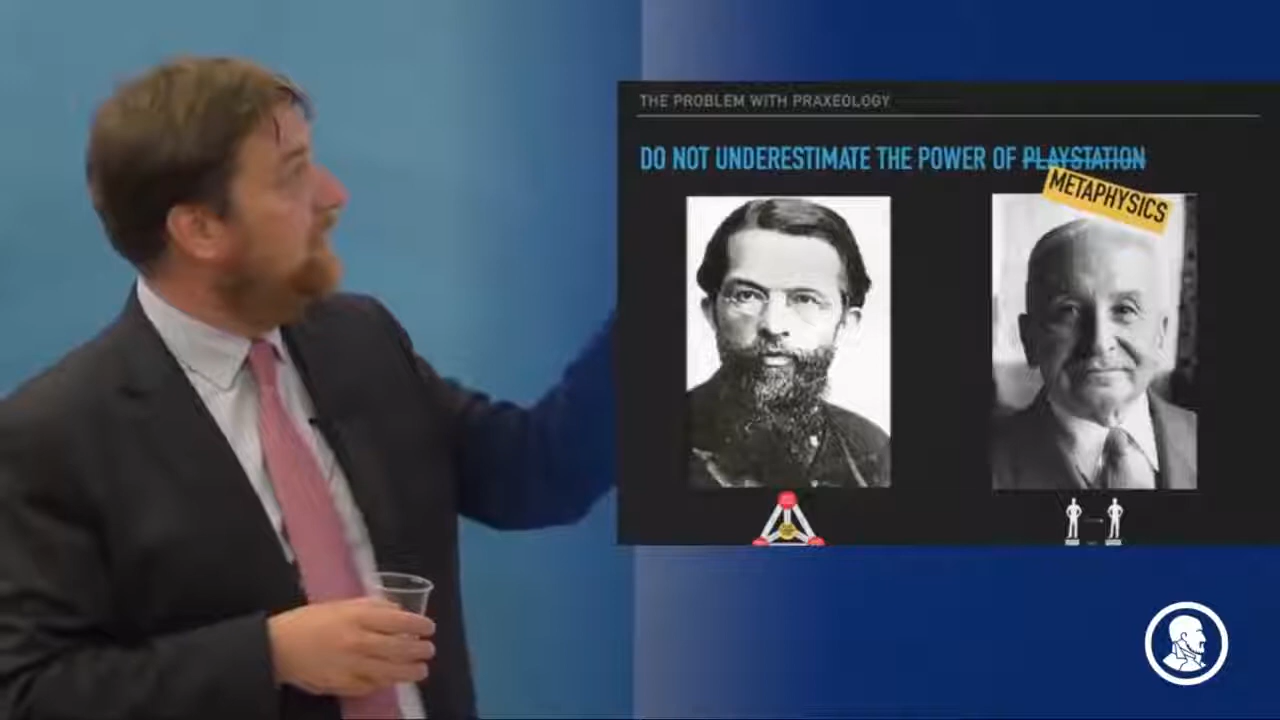 THE PROBLEM WITH PRAXEOLOGY
DO NOT UNDERESTIMATE THE POWER OF PLAYSTATION
METAPHYSICS